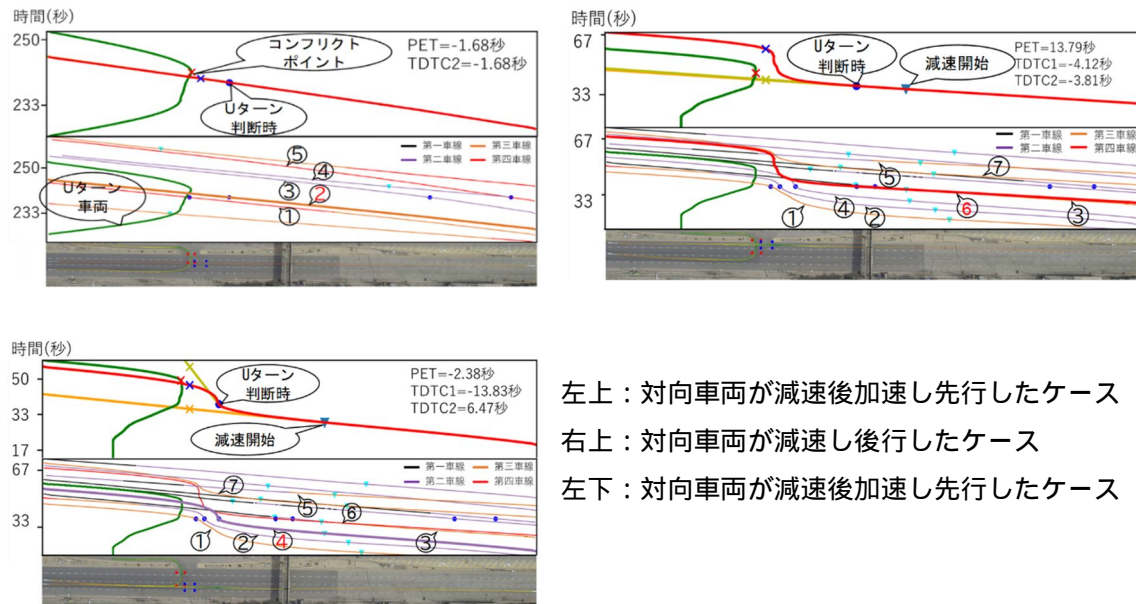 時間(秒)
250
233
コンフリクト
ポイント
PET=-1.68秒
TDTC2=-1.68秒
Uターン
判断時
250
233
第一車線
第三車線
第二車線
第四車線
Uターン
車両
⑤
④
③
②
①
時間(秒)
67
33
Uターン
判断時
減速開始
PET=13.79秒
TDTC1=-4.12秒
TDTC2=-3.81秒
67
33
第一車線
第三車線
第二車線
第四車線
⑤
⑦
①
④
②
⑥
③
時間(秒)
50
33
17
Uターン
判断時
減速開始
PET=-2.38秒
TDTC1=-13.83秒
TDTC2=6.47秒
67
33
第一車線
第三車線
第二車線
第四車線
⑦
⑤
⑥
①
②
④
③
左上：対向車両が減速後加速し先行したケース
右上：対向車両が減速し後行したケース
左下：対向車両が減速後加速し先行したケース